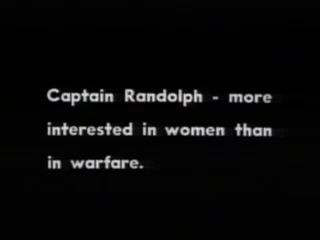 Captain Randolph - more
interested in women than
in warfare.